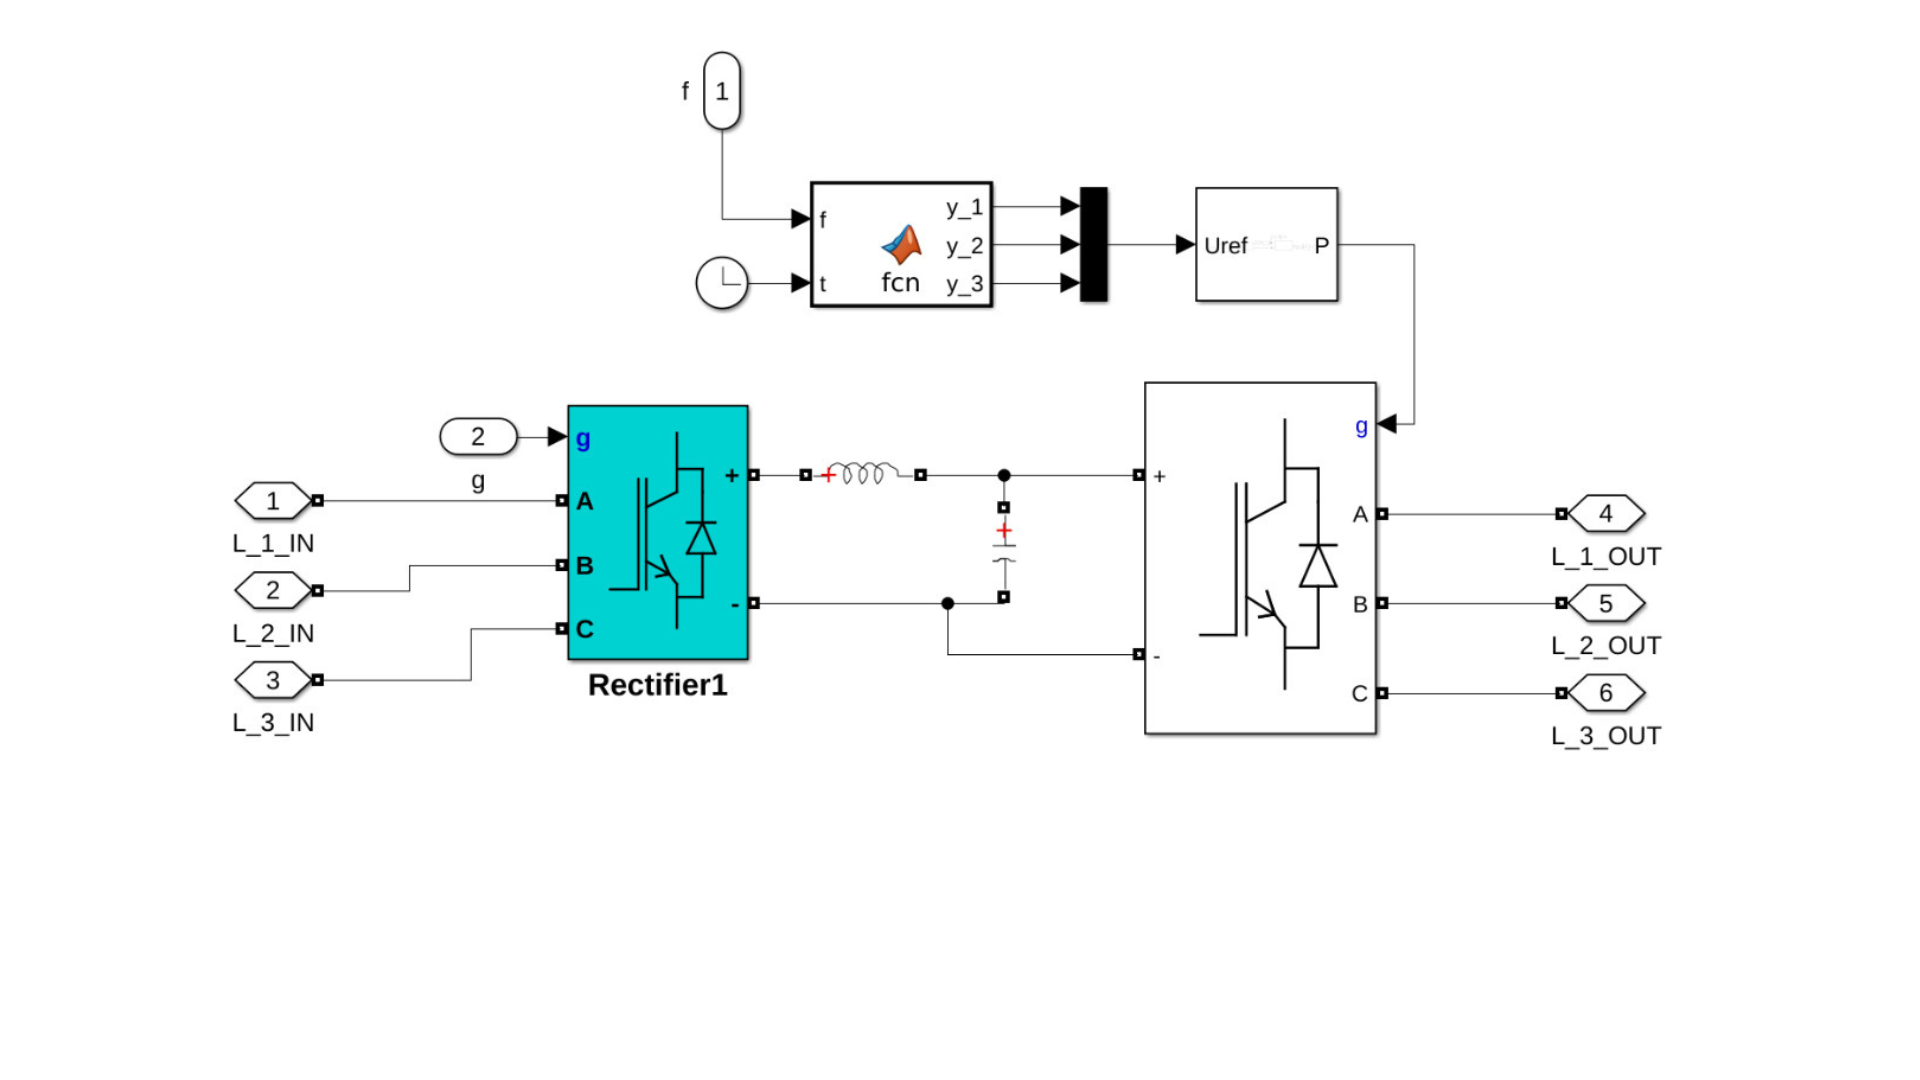 f 1
f y_1
y_2
t fcn y_3
Uref P
2
g
g
1
L_1_IN
2
L_2_IN
3
L_3_IN
A
B
C
+
-
Rectifier1
+
+
+
-
g
A
B
C
4
L_1_OUT
5
L_2_OUT
6
L_3_OUT